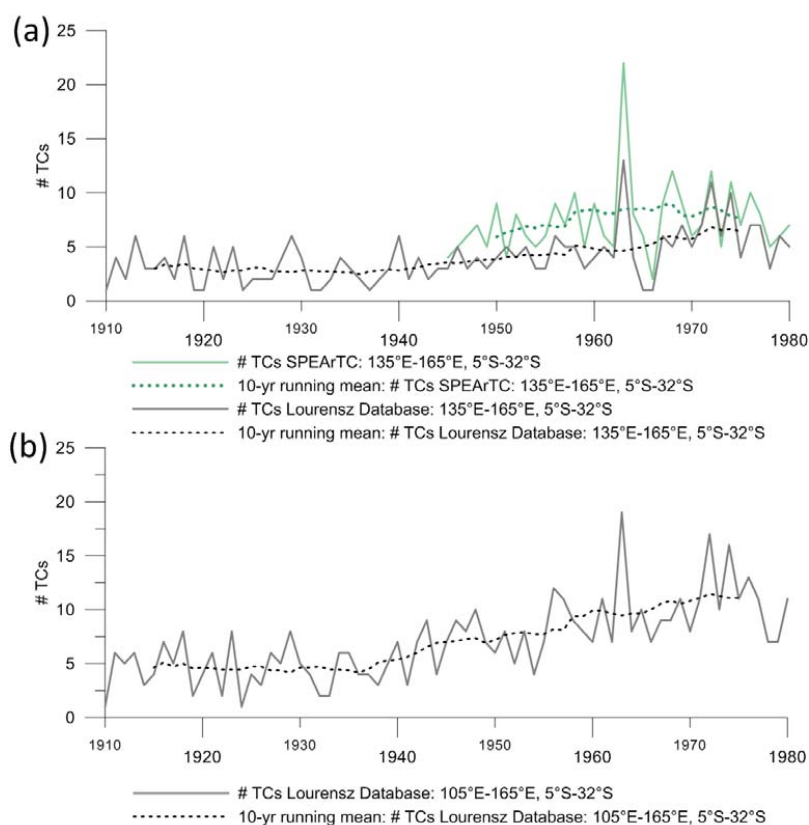 (a)
25
20
15
10
5
0
# TCs
1910 1920 1930 1940 1950 1960 1970 1980
# TCs SPEArTC: 135°E-165°E, 5°S-32°S
10-yr running mean: # TCs SPEArTC: 135°E-165°E, 5°S-32°S
# TCs Lourensz Database: 135°E-165°E, 5°S-32°S
10-yr running mean: # TCs Lourensz Database: 135°E-165°E, 5°S-32°S
(b)
25
20
15
10
5
0
# TCs
1910 1920 1930 1940 1950 1960 1970 1980
# TCs Lourensz Database: 105°E-165°E, 5°S-32°S
10-yr running mean: # TCs Lourensz Database: 105°E-165°E, 5°S-32°S